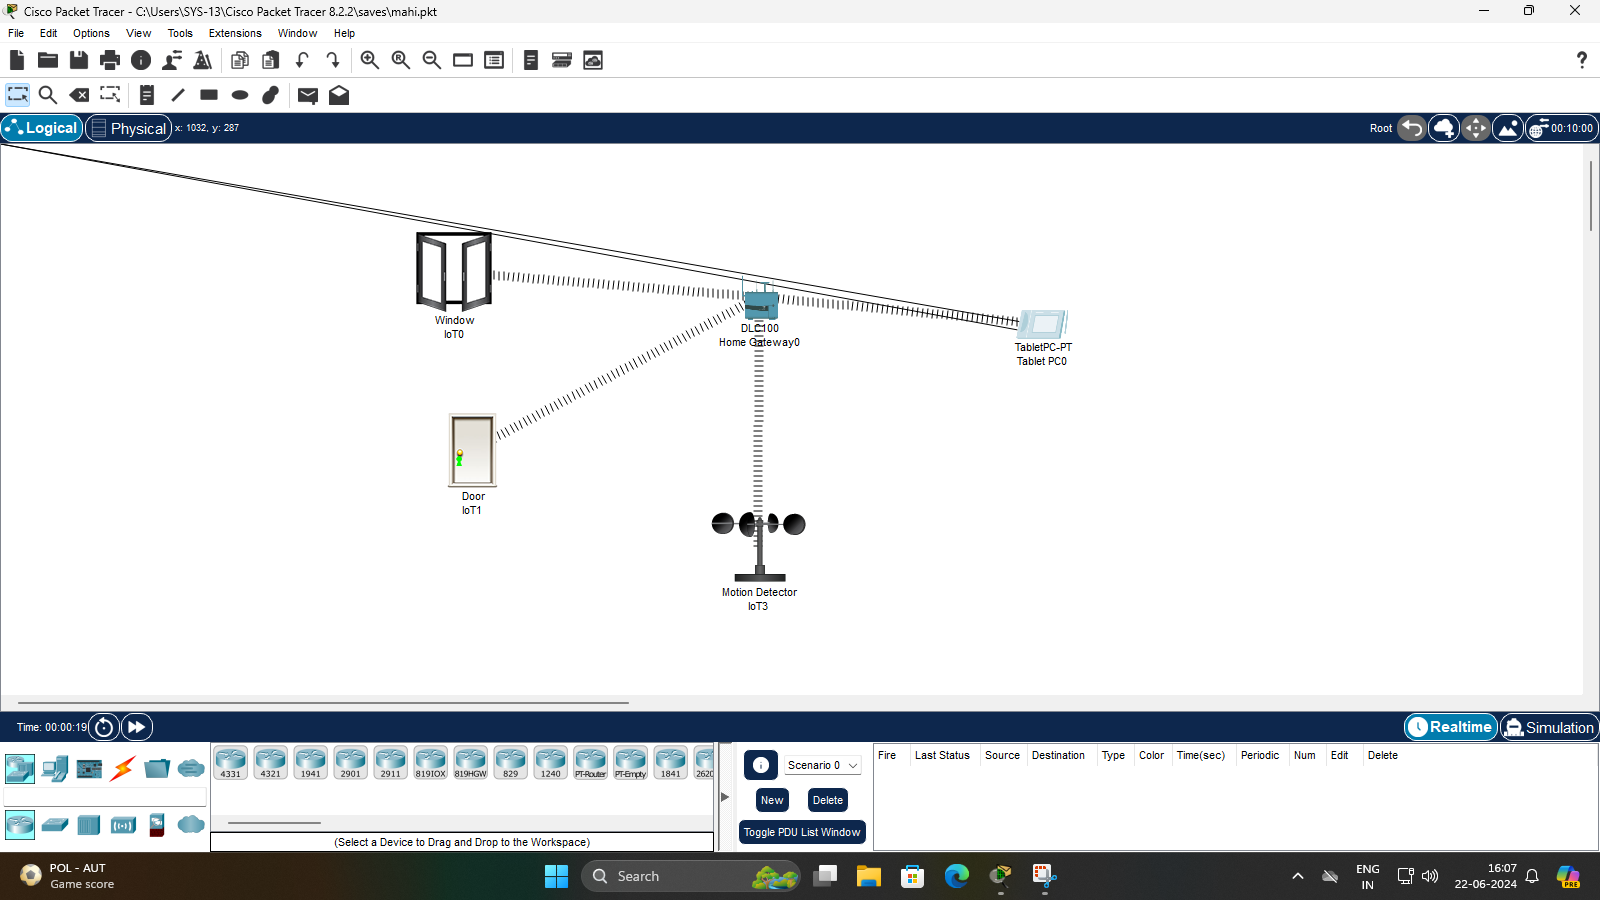 Cisco Packet Tracer - C:\Users\SYS-13\Cisco Packet Tracer 8.2.2\saves\mahi.pkt
File Edit Options View Tools Extensions Window Help
Logical Physical x: 1032, y: 287 Root 00:10:00
Window
IoT0
DLC100
Home Gateway0
TabletPC-PT
Tablet PC0
Door
IoT1
Motion Detector
IoT3
Time: 00:00:19 Realtime Simulation
4331 4321 1941 2901 2911 819IOX 819HGW 829 1240 PT-Router PT-Empty 1841 2620
(Select a Device to Drag and Drop to the Workspace)
Scenario 0
New Delete
Toggle PDU List Window
Fire Last Status Source Destination Type Color Time(sec) Periodic Num Edit Delete
POL - AUT
Game score
Search
ENG
IN
16:07
22-06-2024
PRE